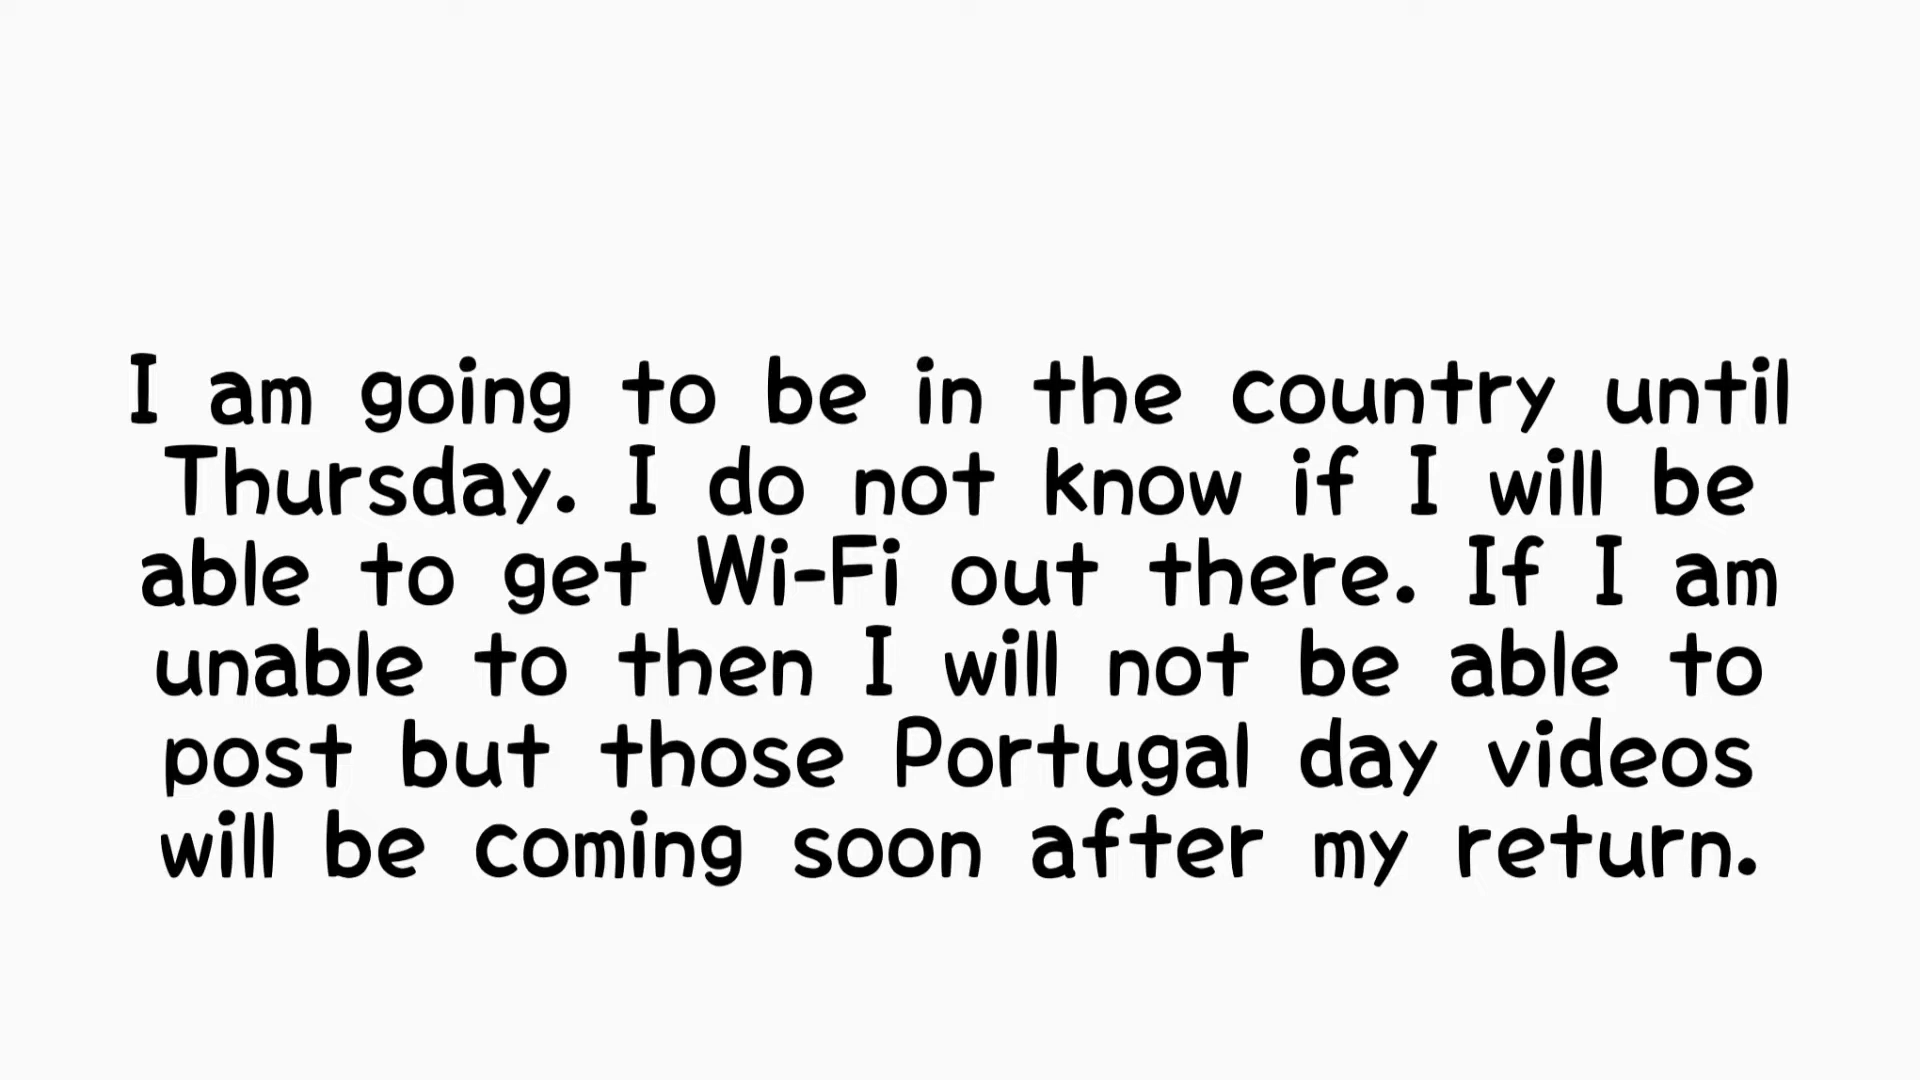 I am going to be in the country until
Thursday. I do not know if I will be
able to get Wi-Fi out there. If I am
unable to then I will not be able to
post but those Portugal day videos
will be coming soon after my return.